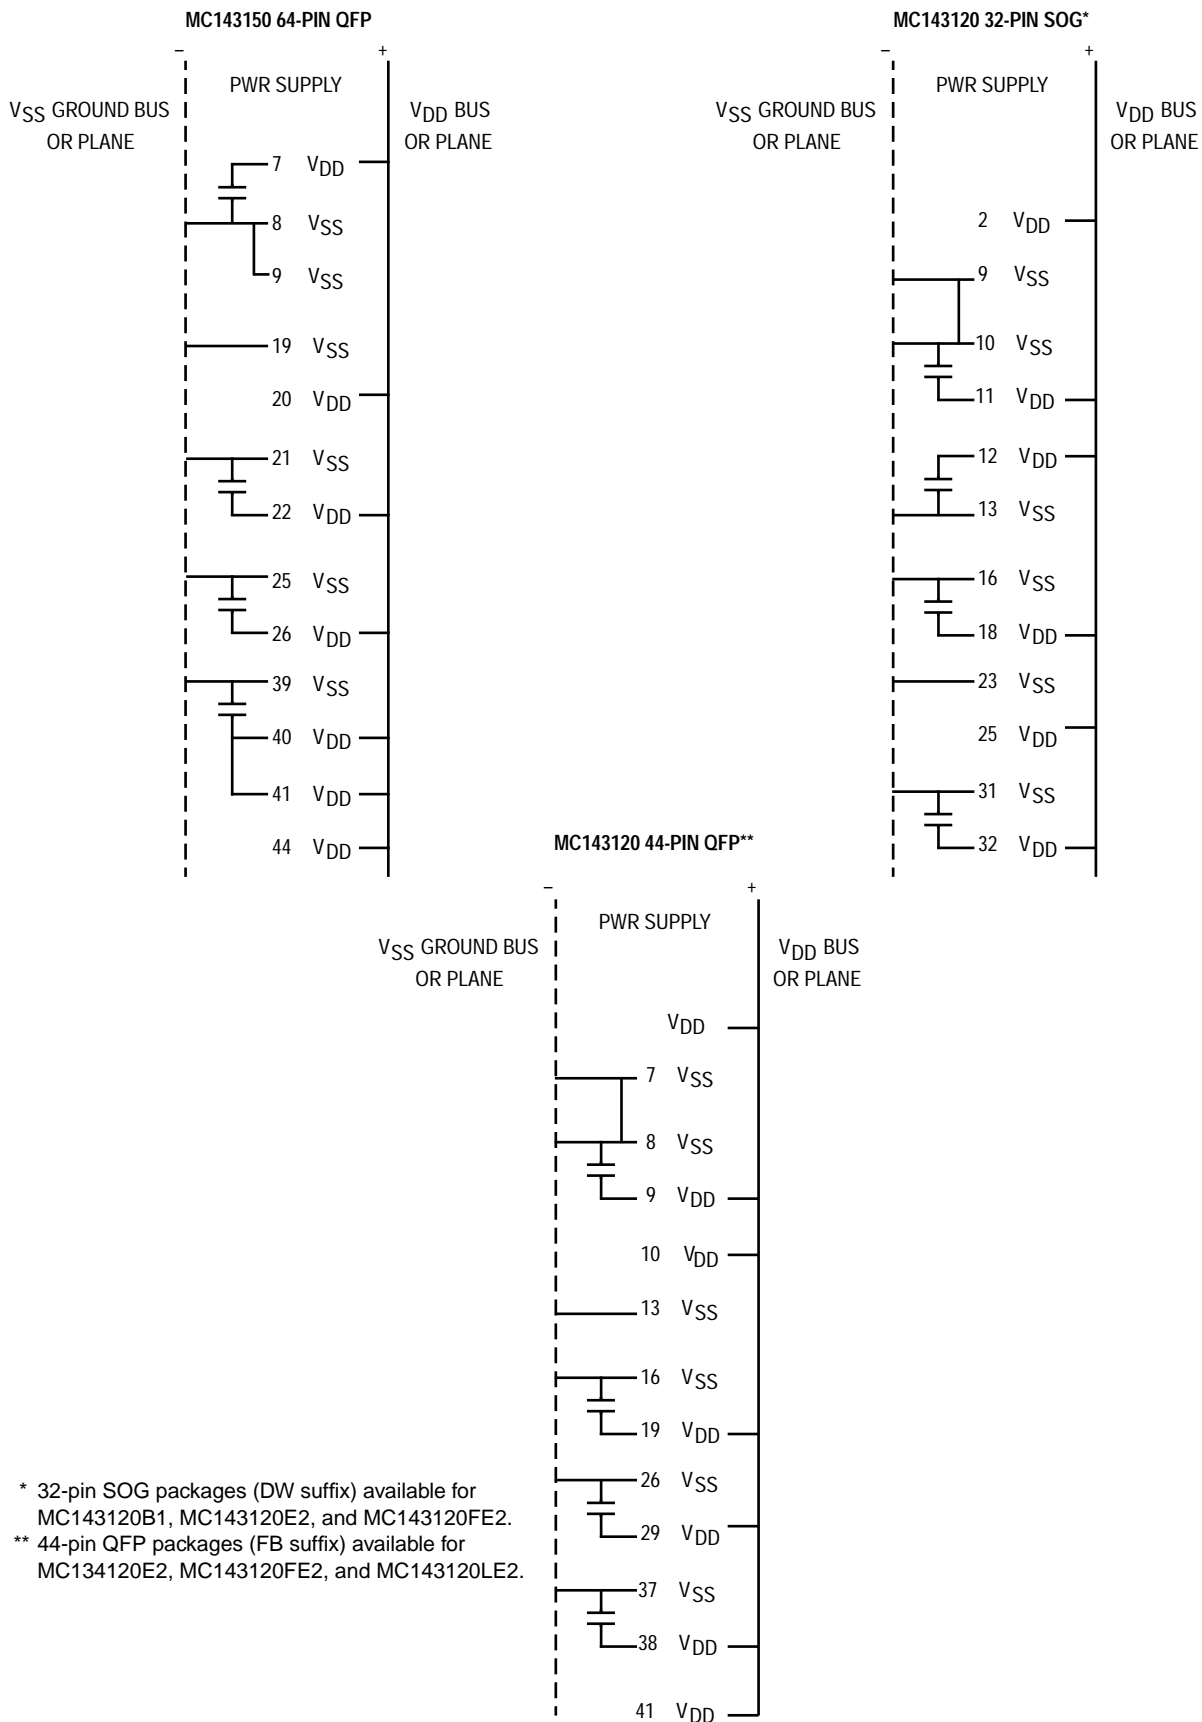 MC143150 64-PIN QFP
– +
PWR SUPPLY
VSS GROUND BUS
OR PLANE
VDD BUS
OR PLANE
7 VDD
8 VSS
9 VSS
19 VSS
20 VDD
21 VSS
22 VDD
25 VSS
26 VDD
39 VSS
40 VDD
41 VDD
44 VDD
MC143120 32-PIN SOG*
– +
PWR SUPPLY
VSS GROUND BUS
OR PLANE
VDD BUS
OR PLANE
2 VDD
9 VSS
10 VSS
11 VDD
12 VDD
13 VSS
16 VSS
18 VDD
23 VSS
25 VDD
31 VSS
32 VDD
MC143120 44-PIN QFP**
– +
PWR SUPPLY
VSS GROUND BUS
OR PLANE
VDD BUS
OR PLANE
VDD
7 VSS
8 VSS
9 VDD
10 VDD
13 VSS
16 VSS
19 VDD
26 VSS
29 VDD
37 VSS
38 VDD
41 VDD
* 32-pin SOG packages (DW suffix) available for
MC143120B1, MC143120E2, and MC143120FE2.
** 44-pin QFP packages (FB suffix) available for
MC134120E2, MC143120FE2, and MC143120LE2.